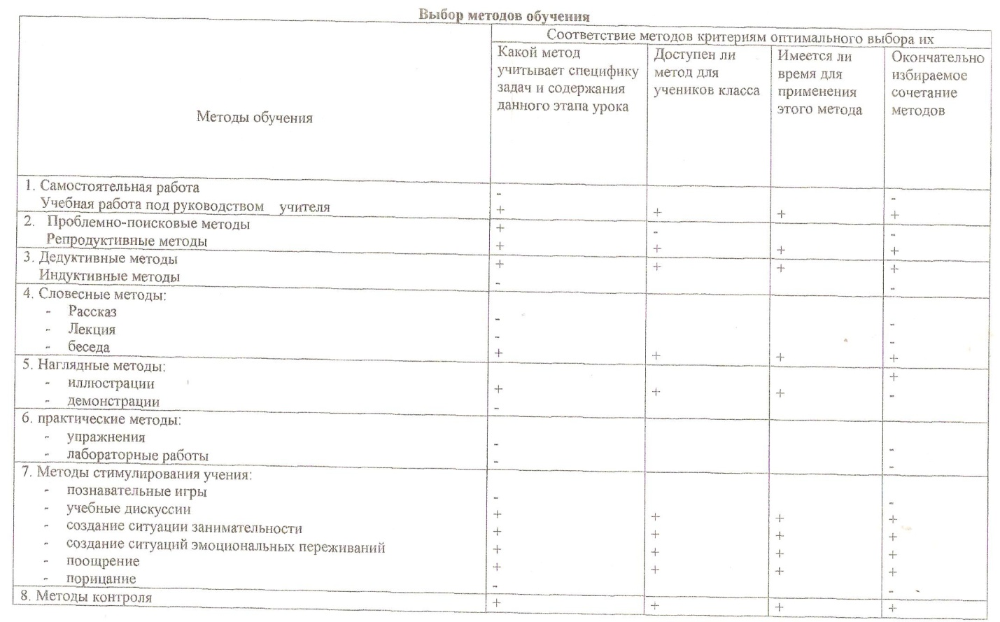 Выбор методов обучения
Методы обучения
Соответствие методов критериям оптимального выбора их
Какой метод
учитывает специфику
задач и содержания
данного этапа урока
Доступен ли
метод для
учеников класса
Имеется ли
время для
применения
этого метода
Окончательно
избираемое
сочетание
методов
1. Самостоятельная работа - -
Учебная работа под руководством учителя + + + +
2. Проблемно-поисковые методы + - -
Репродуктивные методы + + + +
3. Дедуктивные методы + + + +
Индуктивные методы - -
4. Словесные методы:
- Рассказ - -
- Лекция - -
- беседа + + + +
5. Наглядные методы:
- иллюстрации + + + +
- демонстрации - -
6. практические методы:
- упражнения - -
- лабораторные работы - -
7. Методы стимулирования учения:
- познавательные игры - -
- учебные дискуссии + + + +
- создание ситуации занимательности + + + +
- создание ситуаций эмоциональных переживаний + + + +
- поощрение + + + +
- порицание - -
8. Методы контроля + + + +